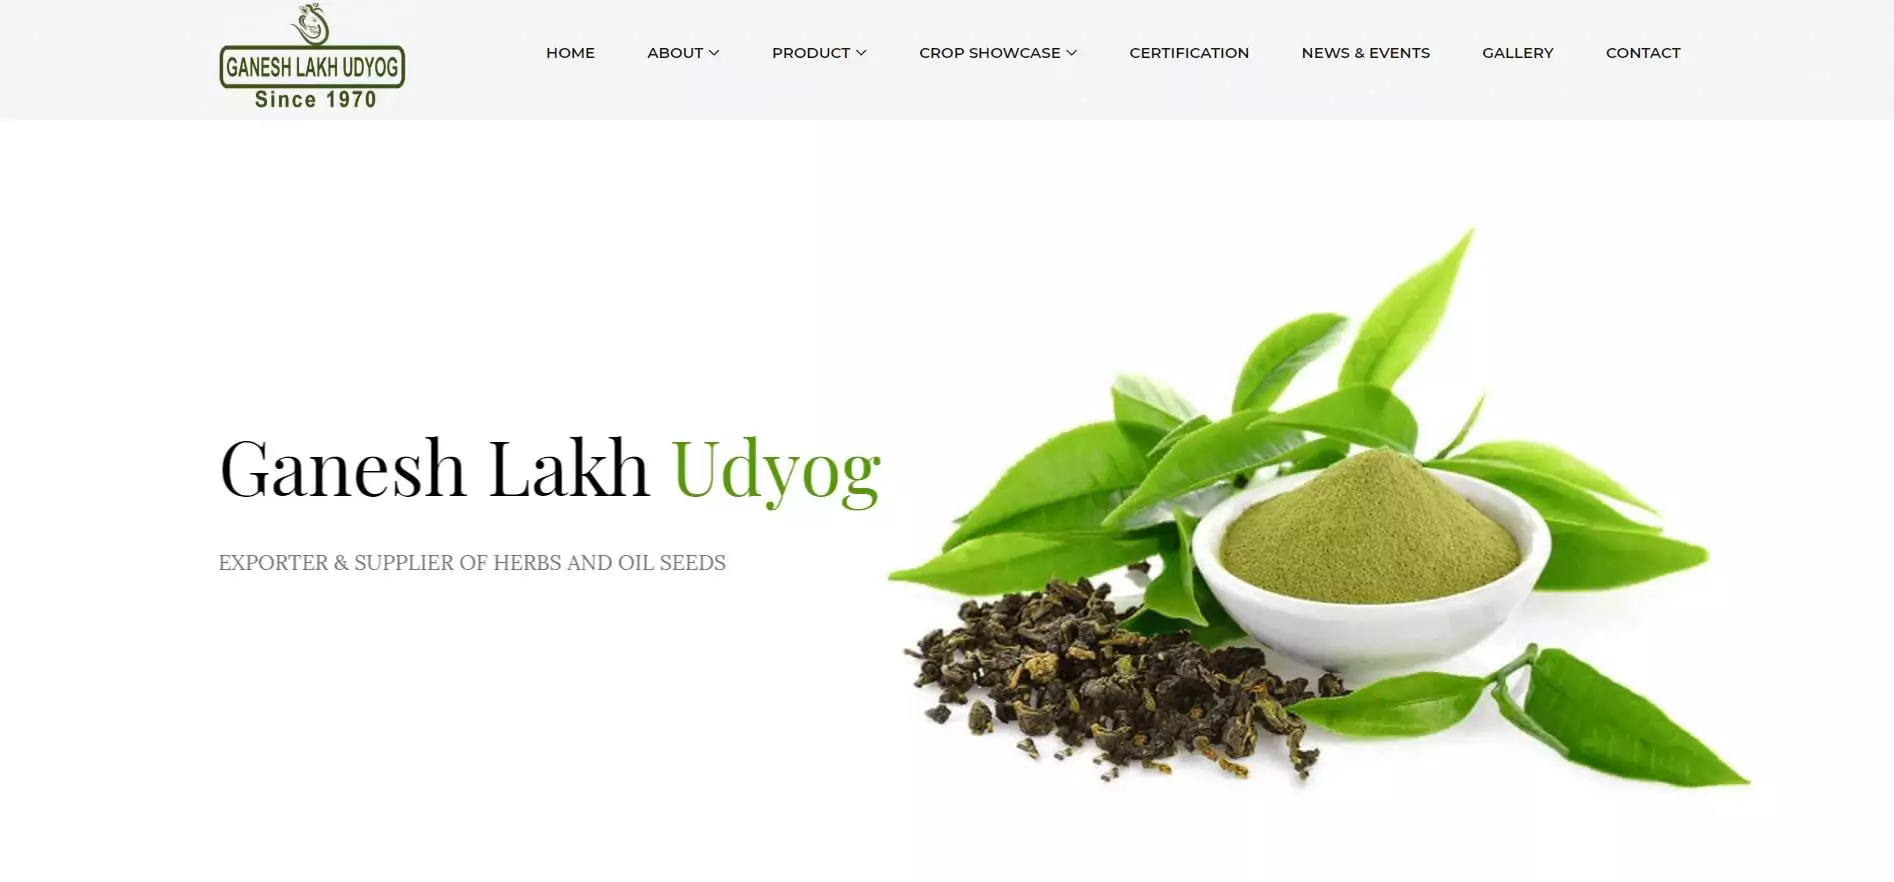 GANESH LAKH UDYOG
Since 1970
HOME ABOUT PRODUCT CROP SHOWCASE CERTIFICATION NEWS & EVENTS GALLERY CONTACT
Ganesh Lakh Udyog
EXPORTER & SUPPLIER OF HERBS AND OIL SEEDS